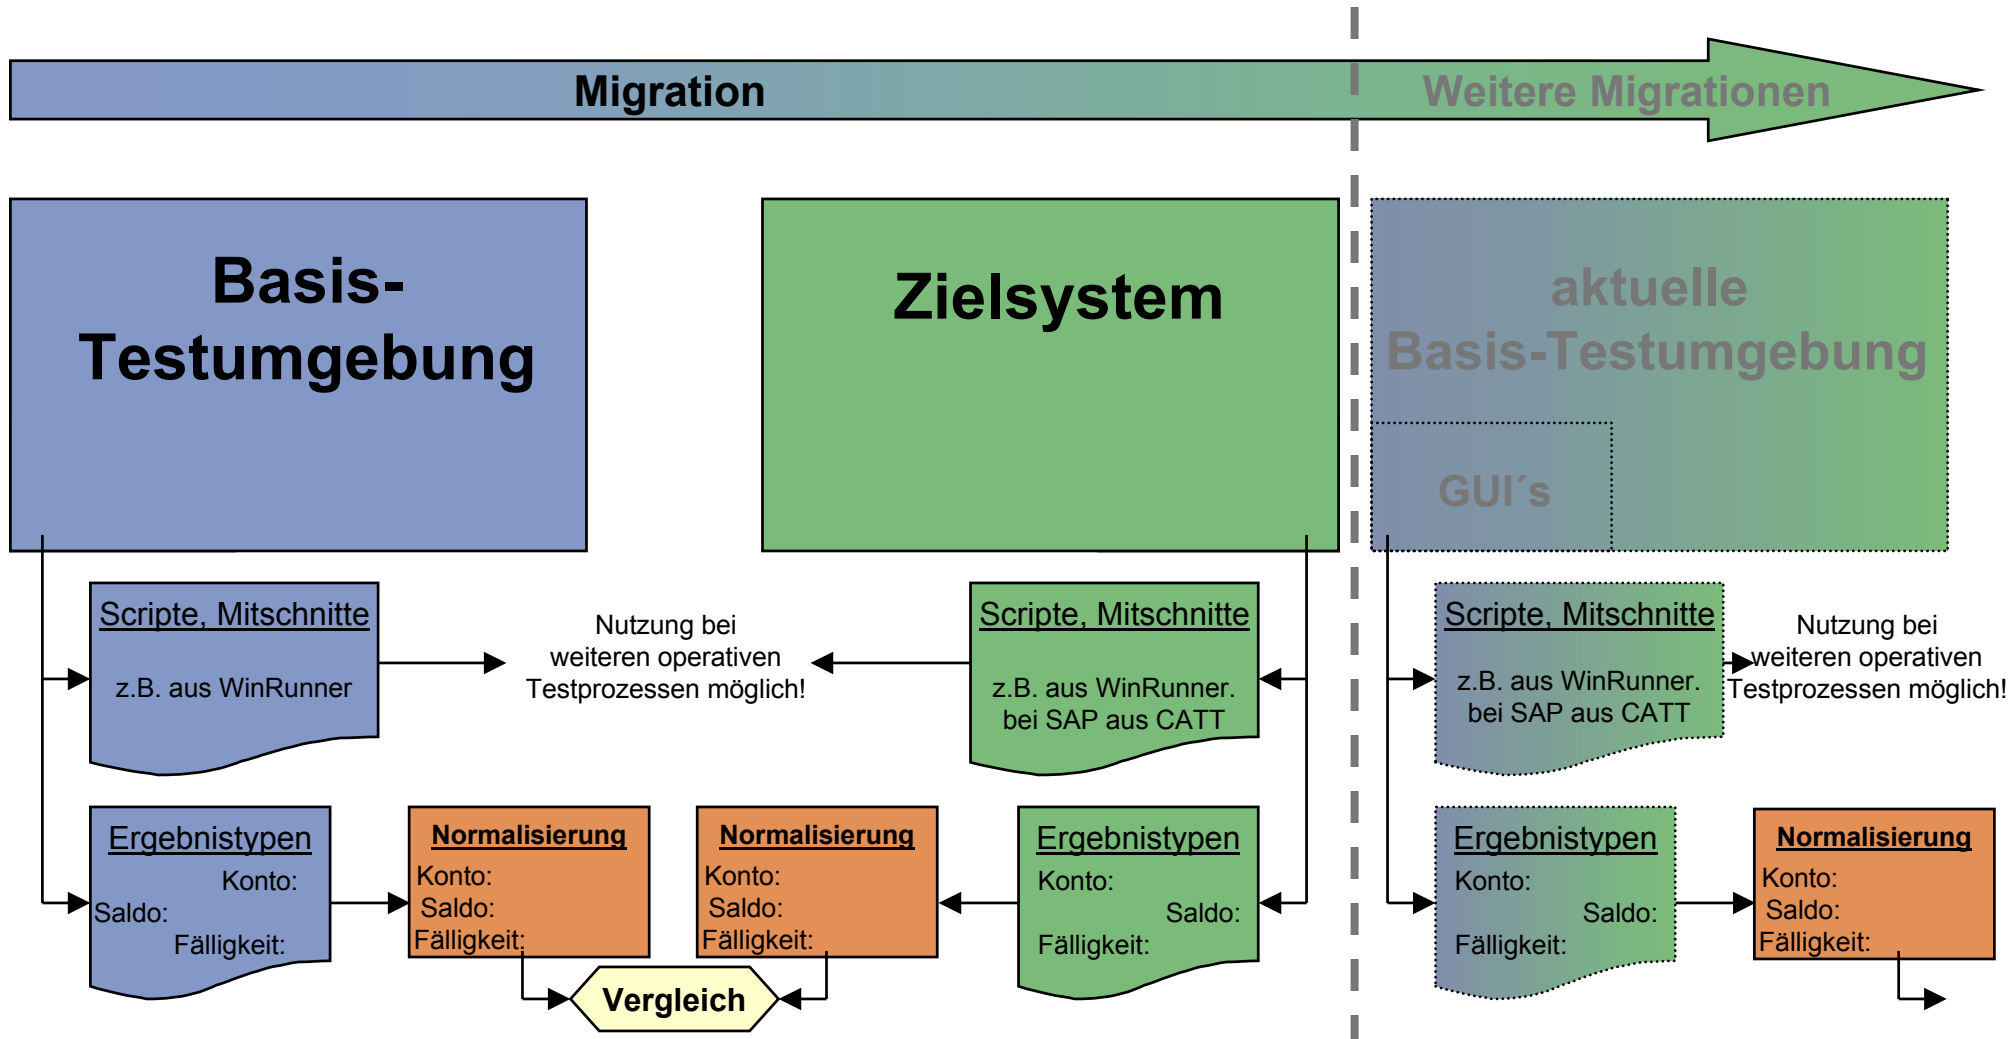 Migration
Weitere Migrationen
Basis-
Testumgebung
Zielsystem
aktuelle
Basis-Testumgebung
GUI´s
Scripte, Mitschnitte
z.B. aus WinRunner
Nutzung bei
weiteren operativen
Testprozessen möglich!
Scripte, Mitschnitte
z.B. aus WinRunner.
bei SAP aus CATT
Scripte, Mitschnitte
z.B. aus WinRunner.
bei SAP aus CATT
Nutzung bei
weiteren operativen
Testprozessen möglich!
Ergebnistypen
Konto:
Saldo:
Fälligkeit:
Normalisierung
Konto:
Saldo:
Fälligkeit:
Normalisierung
Konto:
Saldo:
Fälligkeit:
Ergebnistypen
Konto:
Saldo:
Fälligkeit:
Ergebnistypen
Konto:
Saldo:
Fälligkeit:
Normalisierung
Konto:
Saldo:
Fälligkeit:
Vergleich